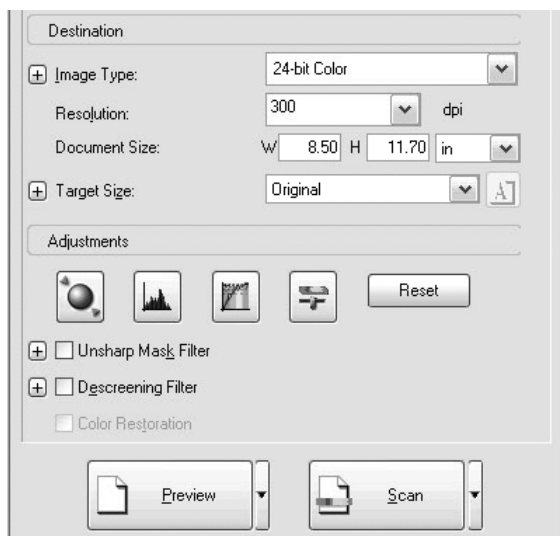 Destination
Image Type: 24-bit Color
Resolution: 300 dpi
Document Size: W 8.50 H 11.70 in
Target Size: Original A
Adjustments
Reset
Unsharp Mask Filter
Descreening Filter
Color Restoration
Preview Scan